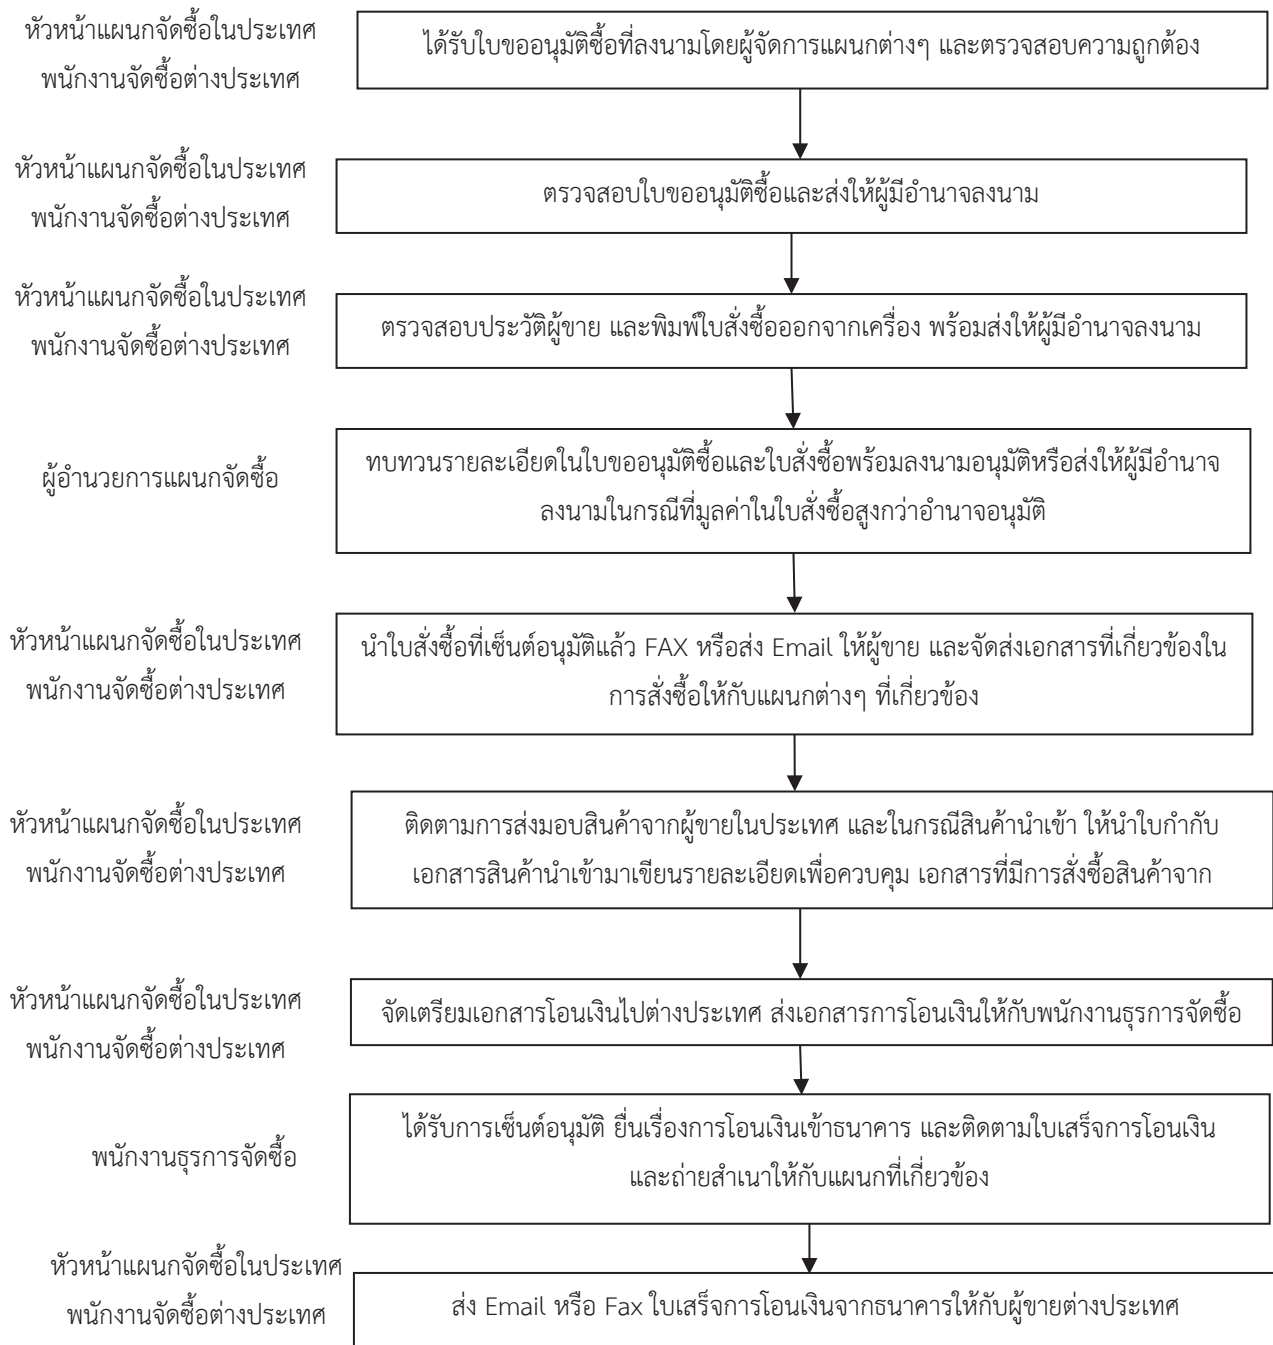 หัวหน้าแผนกจัดซื้อในประเทศ
พนักงานจัดซื้อต่างประเทศ
ได้รับใบขออนุมัติซื้อที่ลงนามโดยผู้จัดการแผนกต่างๆ และตรวจสอบความถูกต้อง
หัวหน้าแผนกจัดซื้อในประเทศ
พนักงานจัดซื้อต่างประเทศ
ตรวจสอบใบขออนุมัติซื้อและส่งให้ผู้มีอำนาจลงนาม
หัวหน้าแผนกจัดซื้อในประเทศ
พนักงานจัดซื้อต่างประเทศ
ตรวจสอบประวัติผู้ขาย และพิมพ์ใบสั่งซื้อออกจากเครื่อง พร้อมส่งให้ผู้มีอำนาจลงนาม
ผู้อำนวยการแผนกจัดซื้อ
ทบทวนรายละเอียดในใบขออนุมัติซื้อและใบสั่งซื้อพร้อมลงนามอนุมัติหรือส่งให้ผู้มีอำนาจ
ลงนามในกรณีที่มูลค่าในใบสั่งซื้อสูงกว่าอำนาจอนุมัติ
หัวหน้าแผนกจัดซื้อในประเทศ
พนักงานจัดซื้อต่างประเทศ
นำใบสั่งซื้อที่เซ็นต์อนุมัติแล้ว FAX หรือส่ง Email ให้ผู้ขาย และจัดส่งเอกสารที่เกี่ยวข้องใน
การสั่งซื้อให้กับแผนกต่างๆ ที่เกี่ยวข้อง
หัวหน้าแผนกจัดซื้อในประเทศ
พนักงานจัดซื้อต่างประเทศ
ติดตามการส่งมอบสินค้าจากผู้ขายในประเทศ และในกรณีสินค้านำเข้า ให้นำใบกำกับ
เอกสารสินค้านำเข้ามาเขียนรายละเอียดเพื่อควบคุม เอกสารที่มีการสั่งซื้อสินค้าจาก
หัวหน้าแผนกจัดซื้อในประเทศ
พนักงานจัดซื้อต่างประเทศ
จัดเตรียมเอกสารโอนเงินไปต่างประเทศ ส่งเอกสารการโอนเงินให้กับพนักงานธุรการจัดซื้อ
พนักงานธุรการจัดซื้อ
ได้รับการเซ็นต์อนุมัติ ยื่นเรื่องการโอนเงินเข้าธนาคาร และติดตามใบเสร็จการโอนเงิน
และถ่ายสำเนาให้กับแผนกที่เกี่ยวข้อง
หัวหน้าแผนกจัดซื้อในประเทศ
พนักงานจัดซื้อต่างประเทศ
ส่ง Email หรือ Fax ใบเสร็จการโอนเงินจากธนาคารให้กับผู้ขายต่างประเทศ